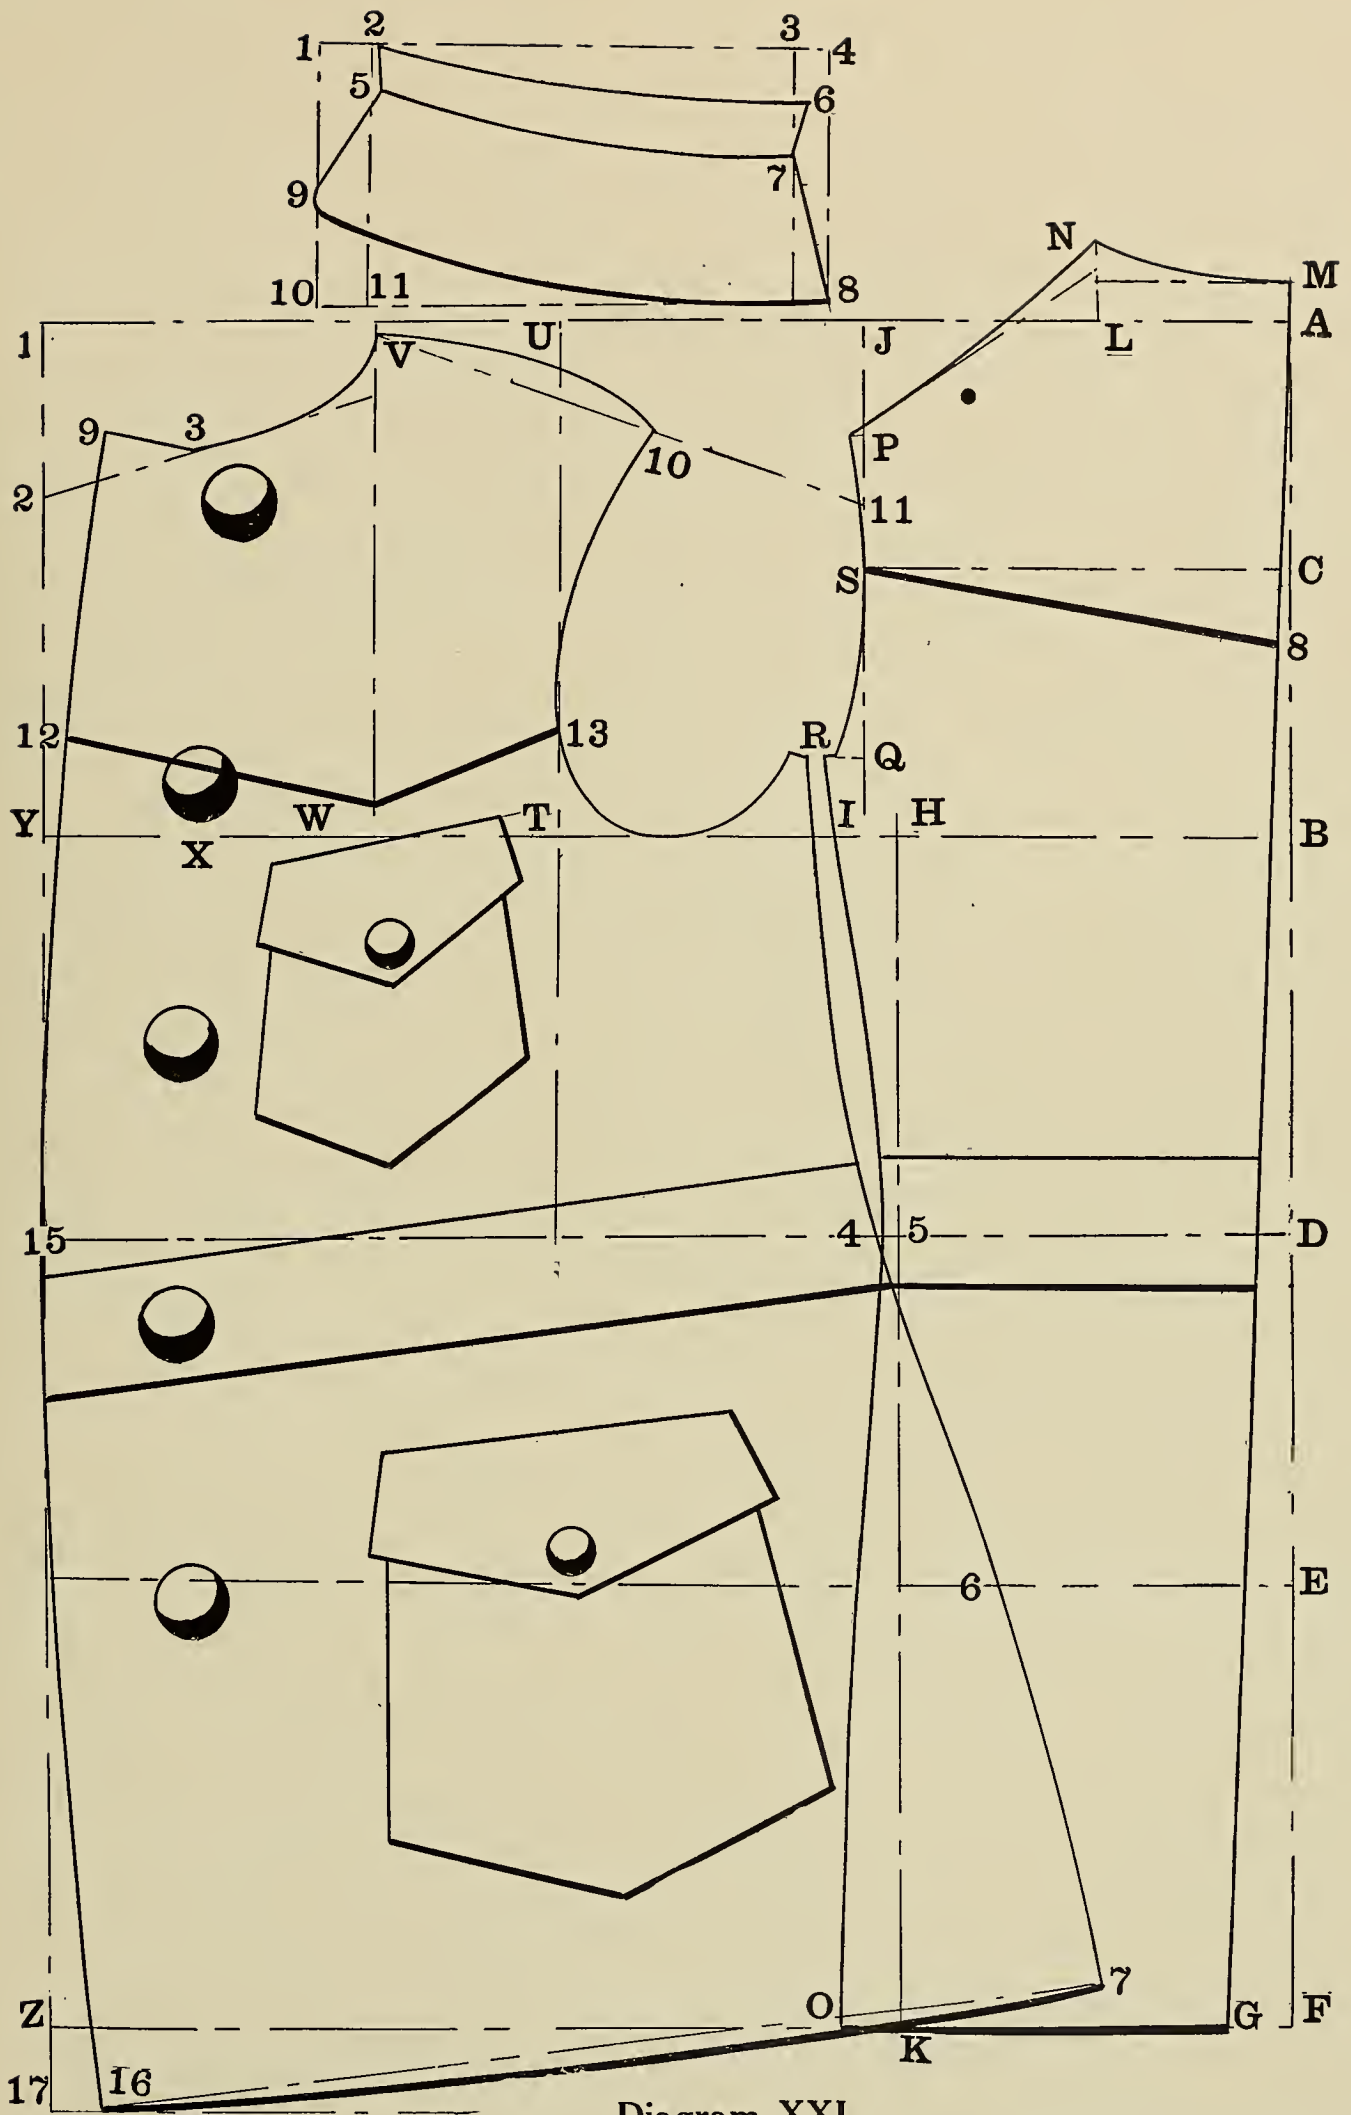 2 3
1 4
5 6
7
9
10 11 8
N
M
1 V U J L A
9 3 P
10
2 11
S C
8
12 13 R Q
Y W T I H B
X
15 4 5 D
6 E
7
Z O G F
K
17 16
Diagram XXI